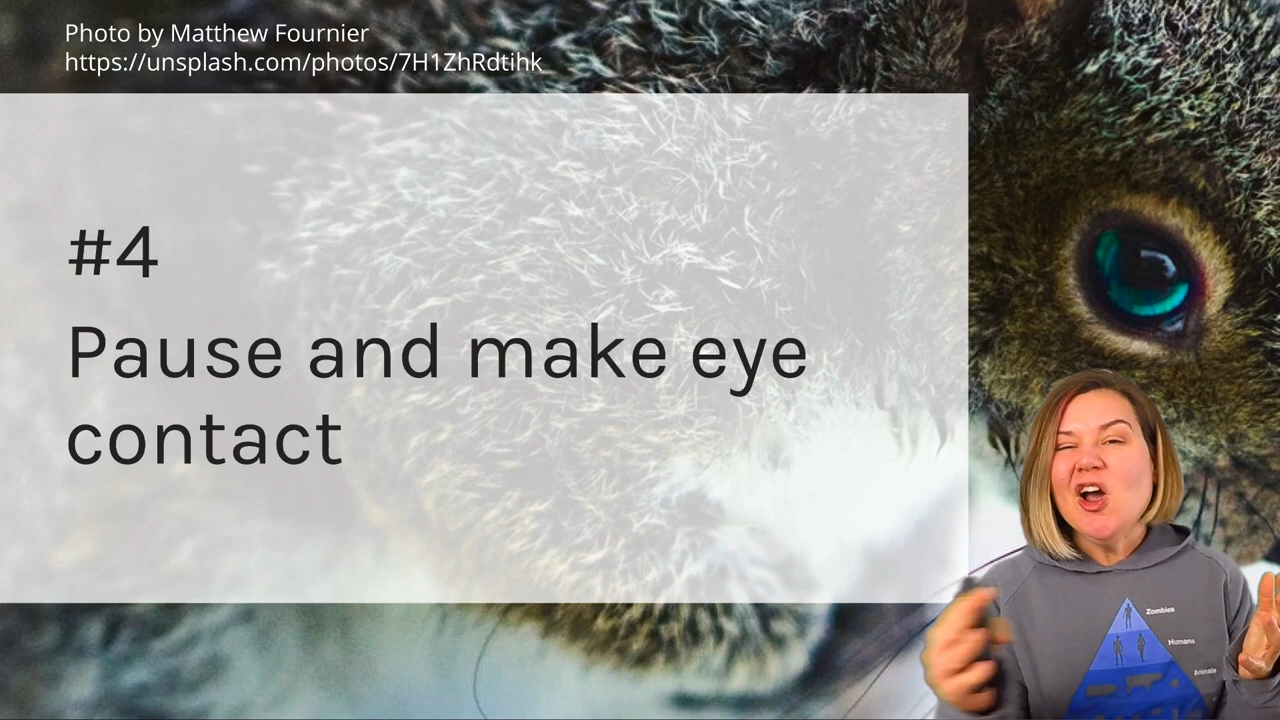 Photo by Matthew Fournier
https://unsplash.com/photos/7H1ZhRdtihk
#4
Pause and make eye
contact
Zombies
Humans
Animals